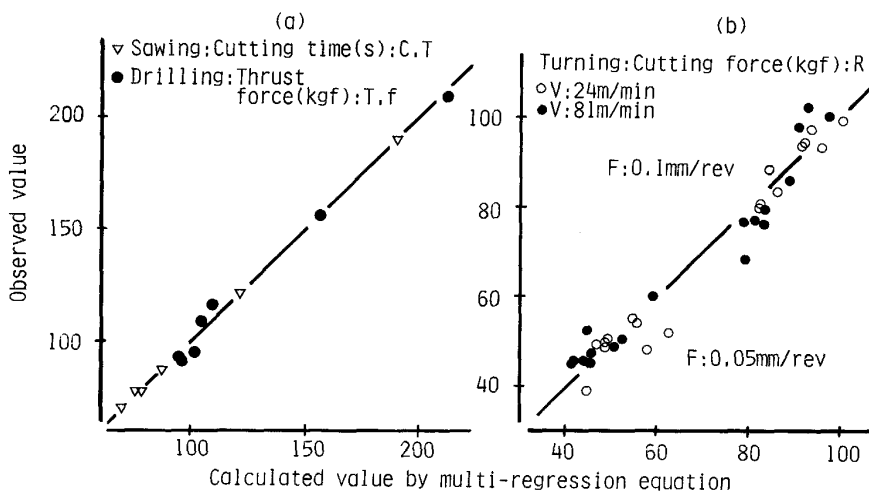 (a)
▽ Sawing:Cutting time(s):C.T
● Drilling:Thrust
force(kgf):T.f
200
150
100
100
150
200
Observed value
(b)
Turning:Cutting force(kgf):R
○ V:24m/min
● V:81m/min
F:0.1mm/rev
F:0.05mm/rev
100
80
60
40
40
60
80
100
Calculated value by multi-regression equation